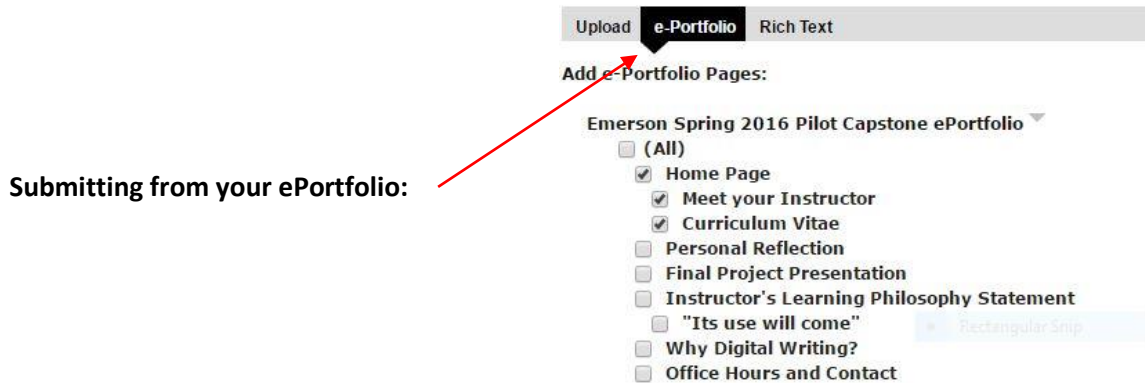 Upload e-Portfolio Rich Text
Add e-Portfolio Pages:
Emerson Spring 2016 Pilot Capstone ePortfolio
(All)
Home Page
Submitting from your ePortfolio:
Meet your Instructor
Curriculum Vitae
Personal Reflection
Final Project Presentation
Instructor's Learning Philosophy Statement
"Its use will come"
Rectangular Snip
Why Digital Writing?
Office Hours and Contact